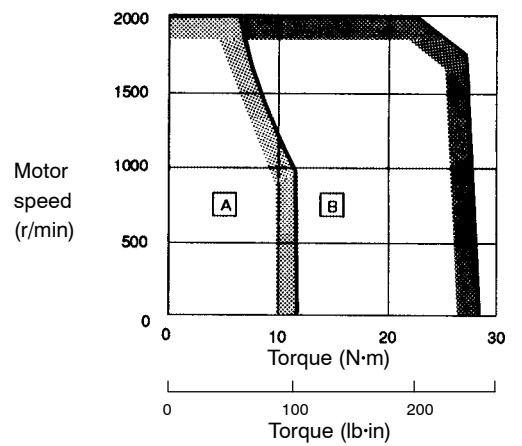 2000
1500
1000
500
0
Motor
speed
(r/min)
A
B
0 10 20 30
Torque (N·m)
0 100 200
Torque (lb·in)